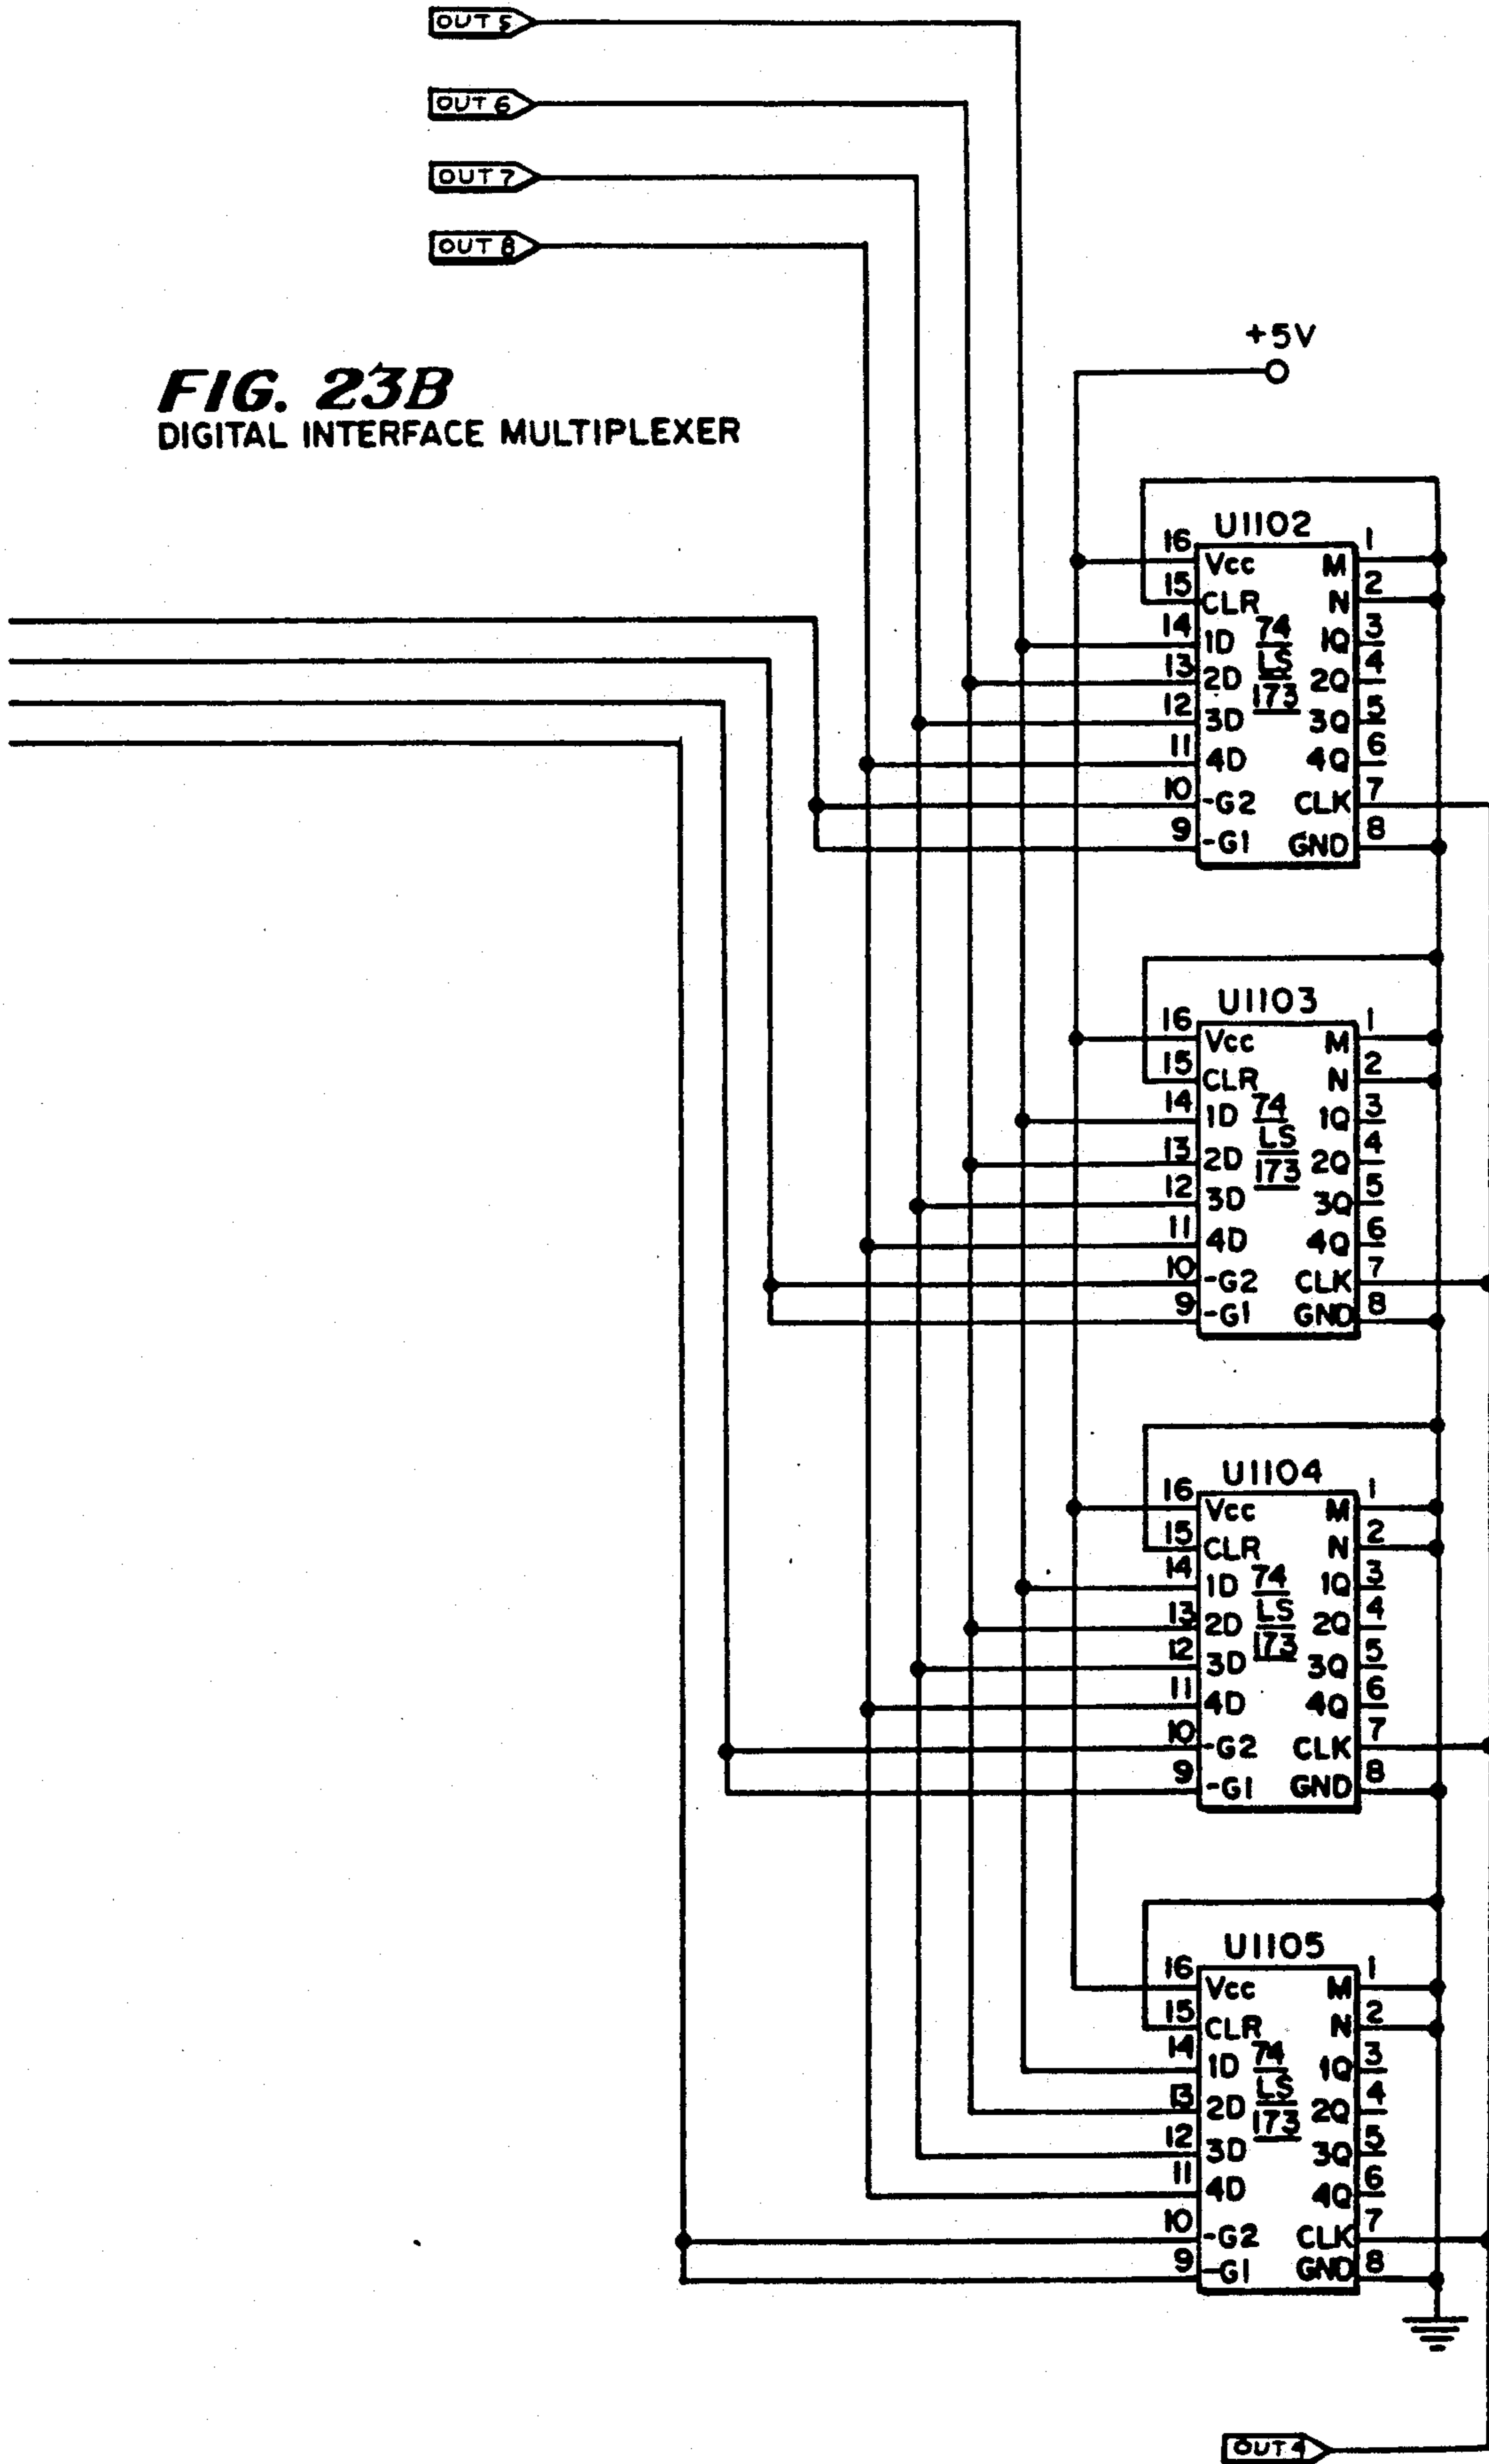 OUT 5
OUT 6
OUT 7
OUT 8
+5V
FIG. 23B
DIGITAL INTERFACE MULTIPLEXER
U1102
16 Vcc M 1
15 CLR N 2
14 1D 74 1Q 3
13 2D LS 2Q 4
12 3D 173 3Q 5
11 4D 4Q 6
10 -G2 CLK 7
9 -G1 GND 8
U1103
16 Vcc M 1
15 CLR N 2
14 1D 74 1Q 3
13 2D LS 2Q 4
12 3D 173 3Q 5
11 4D 4Q 6
10 -G2 CLK 7
9 -G1 GND 8
U1104
16 Vcc M 1
15 CLR N 2
14 1D 74 1Q 3
13 2D LS 2Q 4
12 3D 173 3Q 5
11 4D 4Q 6
10 -G2 CLK 7
9 -G1 GND 8
U1105
16 Vcc M 1
15 CLR N 2
14 1D 74 1Q 3
13 2D LS 2Q 4
12 3D 173 3Q 5
11 4D 4Q 6
10 -G2 CLK 7
9 -G1 GND 8
OUT 4